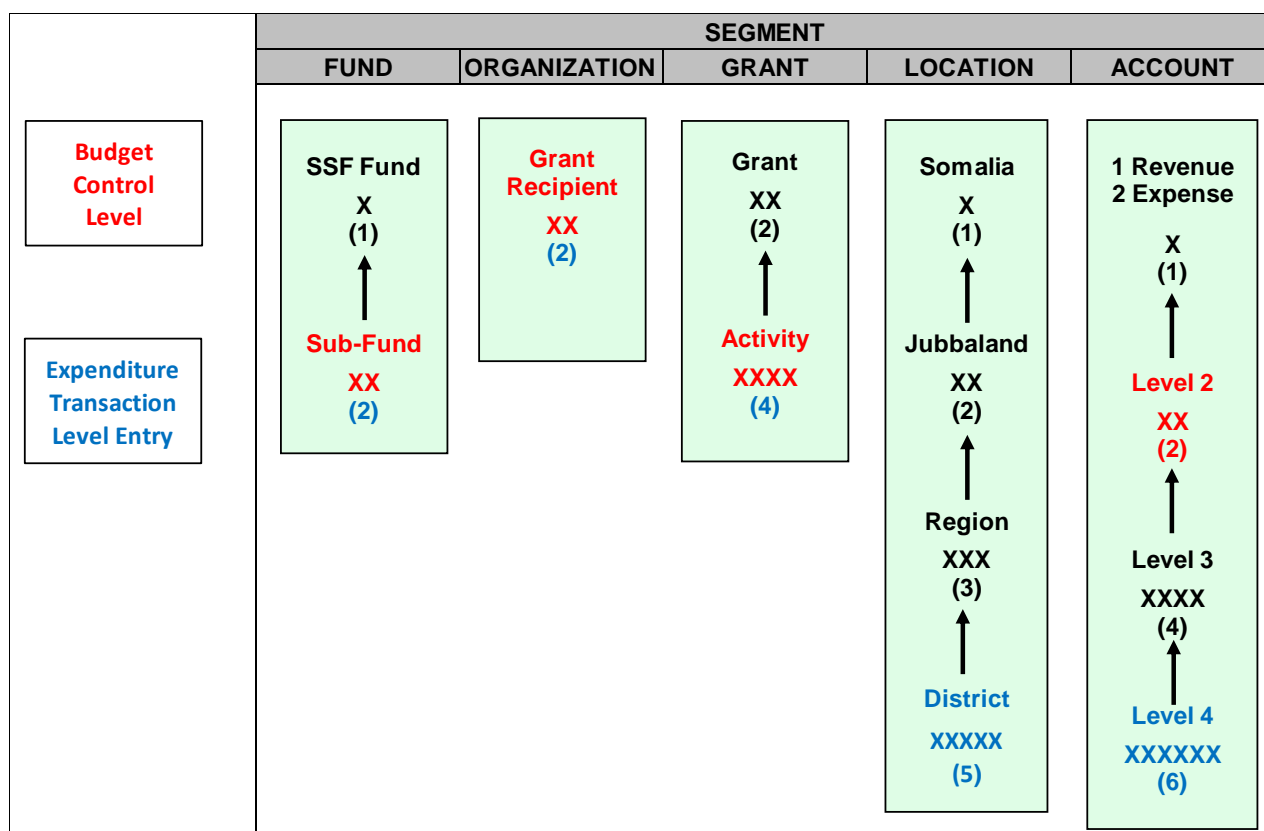 SEGMENT
FUND
ORGANIZATION
GRANT
LOCATION
ACCOUNT
Budget
Control
Level
Expenditure
Transaction
Level Entry
SSF Fund
X
(1)
Sub-Fund
XX
(2)
Grant
Recipient
XX
(2)
Grant
XX
(2)
Activity
XXXX
(4)
Somalia
X
(1)
Jubbaland
XX
(2)
Region
XXX
(3)
District
XXXXX
(5)
1 Revenue
2 Expense
X
(1)
Level 2
XX
(2)
Level 3
XXXX
(4)
Level 4
XXXXXX
(6)